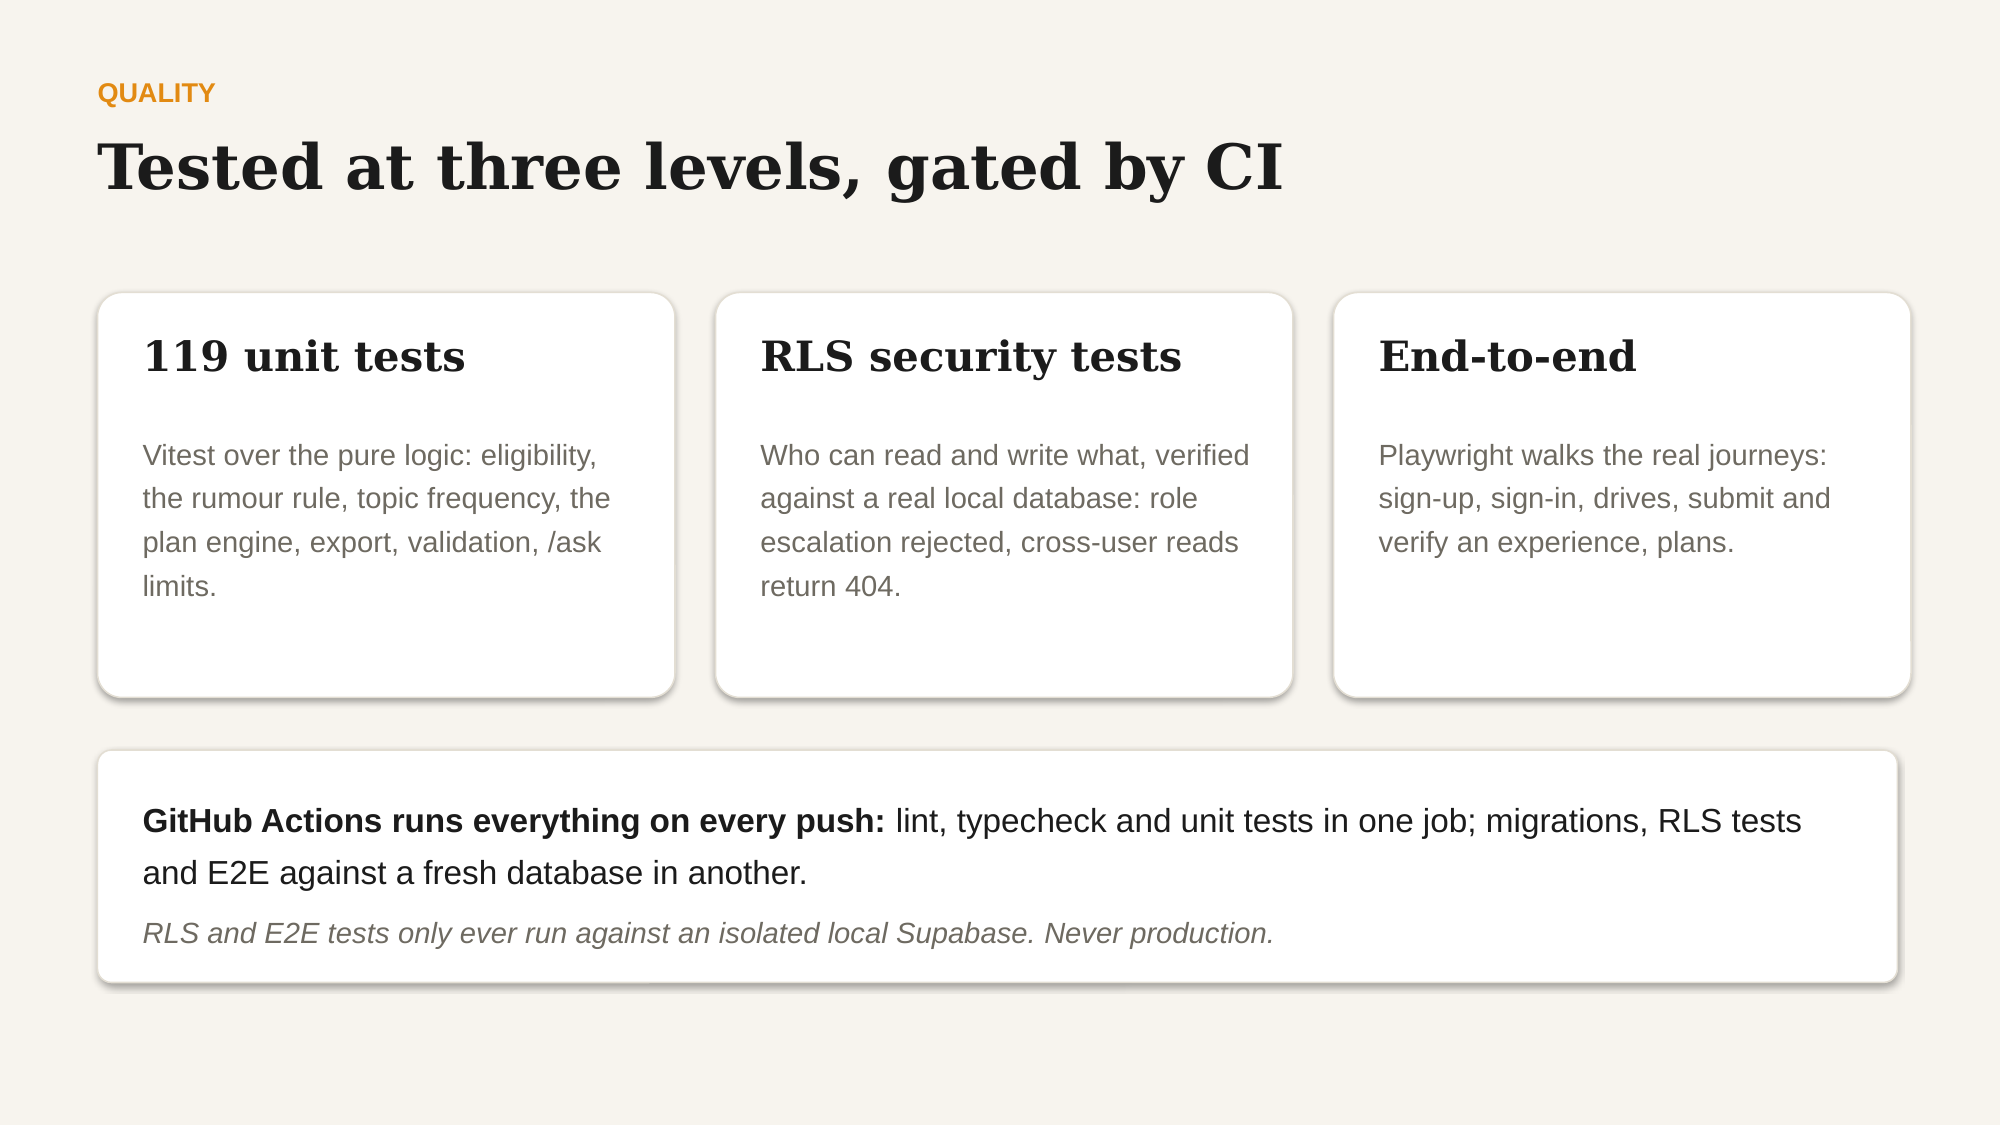 QUALITY
Tested at three levels, gated by CI
119 unit tests
Vitest over the pure logic: eligibility,
the rumour rule, topic frequency, the
plan engine, export, validation, /ask
limits.
RLS security tests
Who can read and write what, verified
against a real local database: role
escalation rejected, cross-user reads
return 404.
End-to-end
Playwright walks the real journeys:
sign-up, sign-in, drives, submit and
verify an experience, plans.
GitHub Actions runs everything on every push: lint, typecheck and unit tests in one job; migrations, RLS tests
and E2E against a fresh database in another.
RLS and E2E tests only ever run against an isolated local Supabase. Never production.